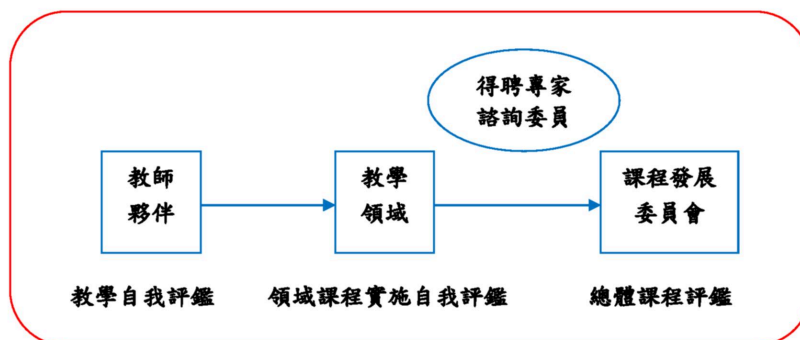 得聘專家
諮詢委員
教師
夥伴
教學
領域
課程發展
委員會
教學自我評鑑
領域課程實施自我評鑑
總體課程評鑑